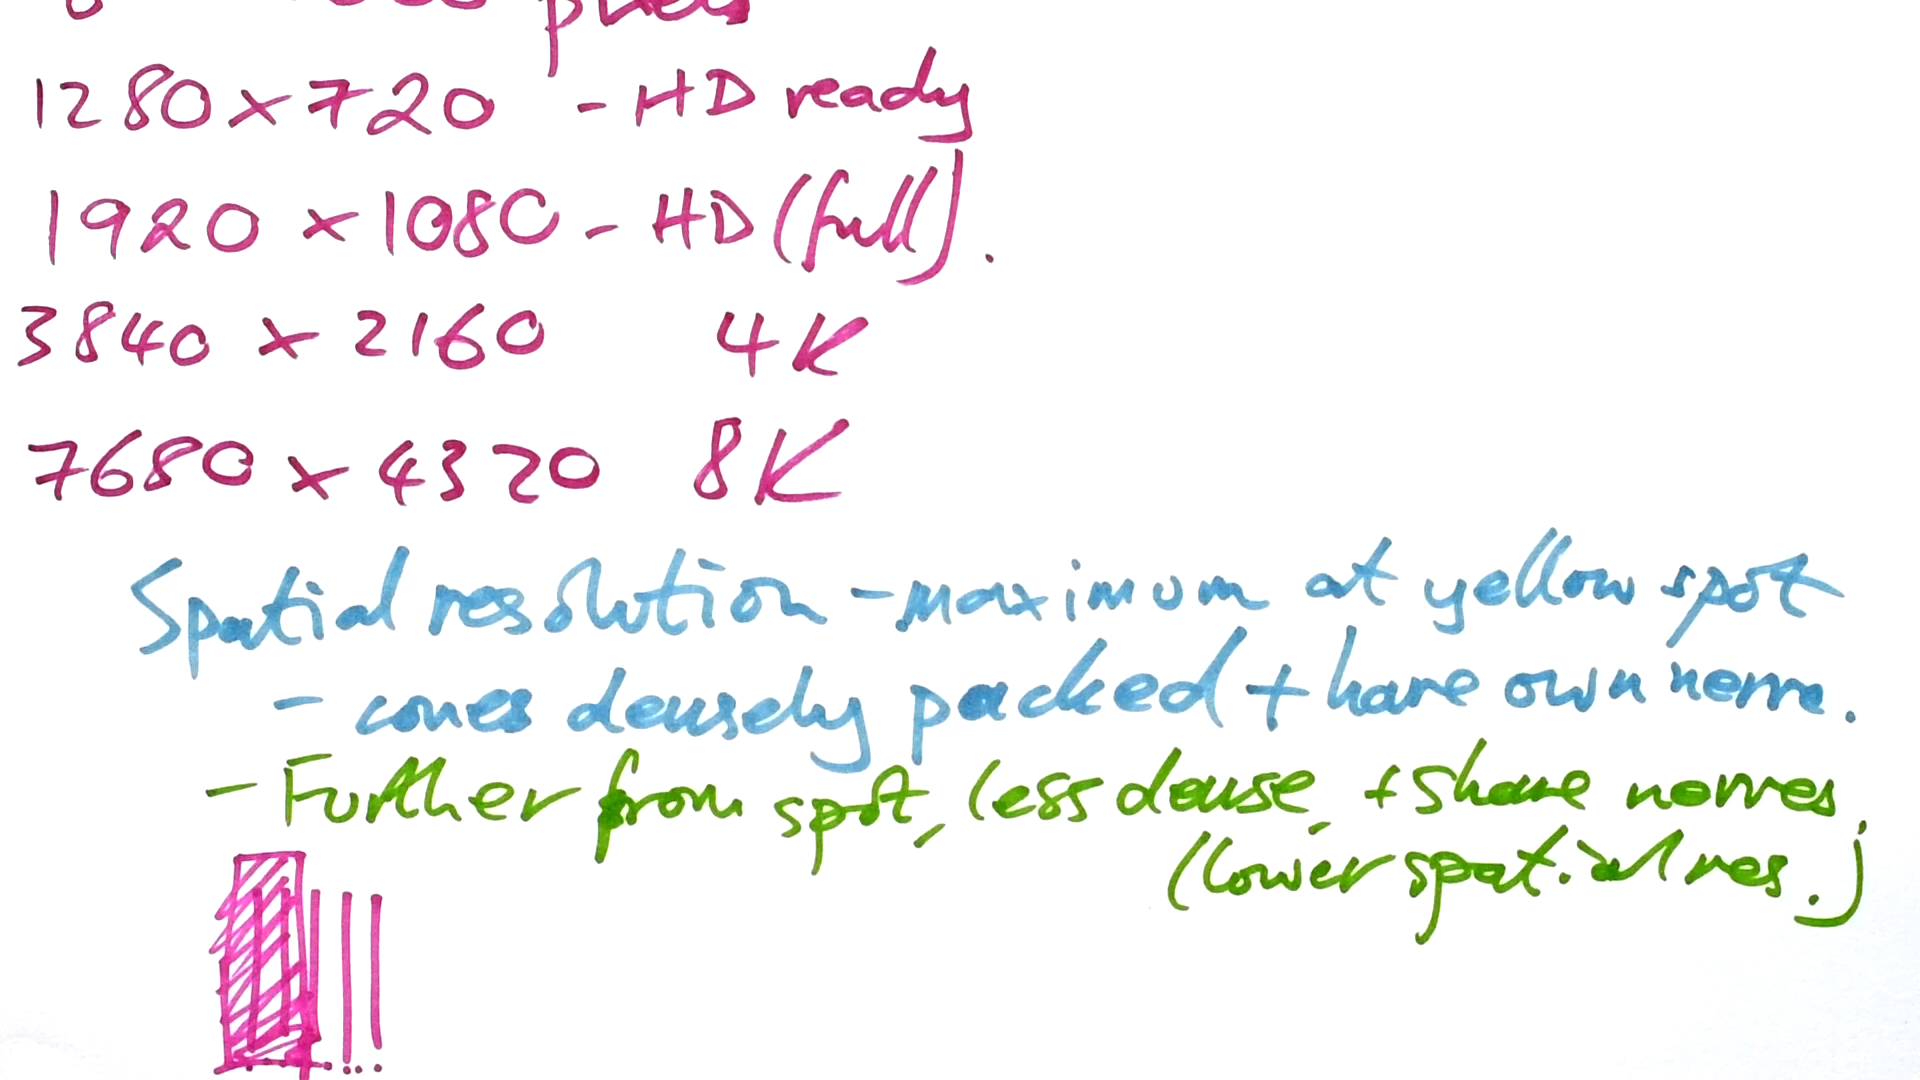 pixels
1280 x 720 - HD ready
1920 x 1080 - HD (full).
3840 x 2160 4K
7680 x 4320 8K
Spatial resolution - maximum at yellow spot
- cones densely packed + have own nerve.
- Further from spot, less dense, + share nerves,
(lower spatial res.)